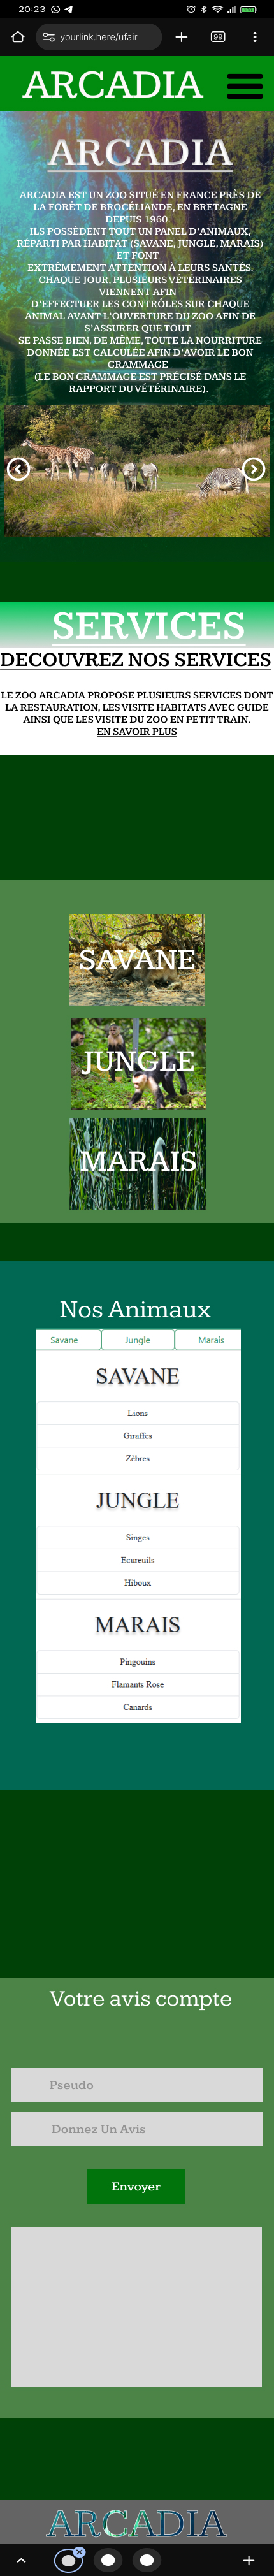 20:23
yourlink.here/ufair
99
ARCADIA
ARCADIA
ARCADIA EST UN ZOO SITUÉ EN FRANCE PRÈS DE
LA FORÊT DE BROCÉLIANDE, EN BRETAGNE
DEPUIS 1960.
ILS POSSÈDENT TOUT UN PANEL D'ANIMAUX,
RÉPARTI PAR HABITAT (SAVANE, JUNGLE, MARAIS)
ET FONT
EXTRÊMEMENT ATTENTION À LEURS SANTÉS.
CHAQUE JOUR, PLUSIEURS VÉTÉRINAIRES
VIENNENT AFIN
D'EFFECTUER LES CONTRÔLES SUR CHAQUE
ANIMAL AVANT L'OUVERTURE DU ZOO AFIN DE
S'ASSURER QUE TOUT
SE PASSE BIEN, DE MÊME, TOUTE LA NOURRITURE
DONNÉE EST CALCULÉE AFIN D'AVOIR LE BON
GRAMMAGE
(LE BON GRAMMAGE EST PRÉCISÉ DANS LE
RAPPORT DU VÉTÉRINAIRE).
SERVICES
DECOUVREZ NOS SERVICES
LE ZOO ARCADIA PROPOSE PLUSIEURS SERVICES DONT
LA RESTAURATION, LES VISITE HABITATS AVEC GUIDE
AINSI QUE LES VISITE DU ZOO EN PETIT TRAIN.
EN SAVOIR PLUS
SAVANE
JUNGLE
MARAIS
Nos Animaux
Savane Jungle Marais
SAVANE
Lions
Giraffes
Zèbres
JUNGLE
Singes
Ecureuils
Hiboux
MARAIS
Pingouins
Flamants Rose
Canards
Votre avis compte
Pseudo
Donnez Un Avis
Envoyer
ARCADIA